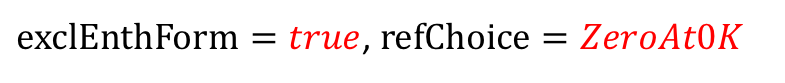 exclEnthForm = true, refChoice = ZeroAt0K